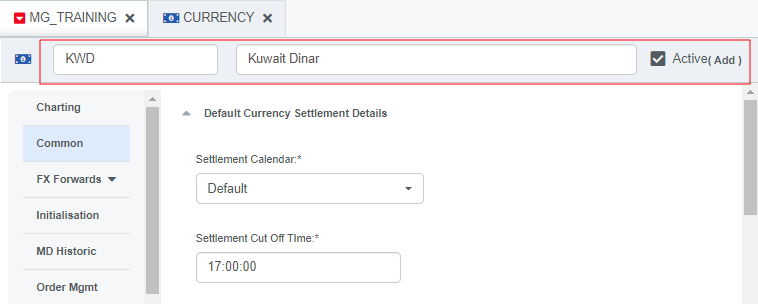 MG_TRAINING
CURRENCY
KWD
Kuwait Dinar
Active( Add )
Charting
Common
FX Forwards
Initialisation
MD Historic
Order Mgmt
Default Currency Settlement Details
Settlement Calendar:*
Default
Settlement Cut Off TIme:*
17:00:00